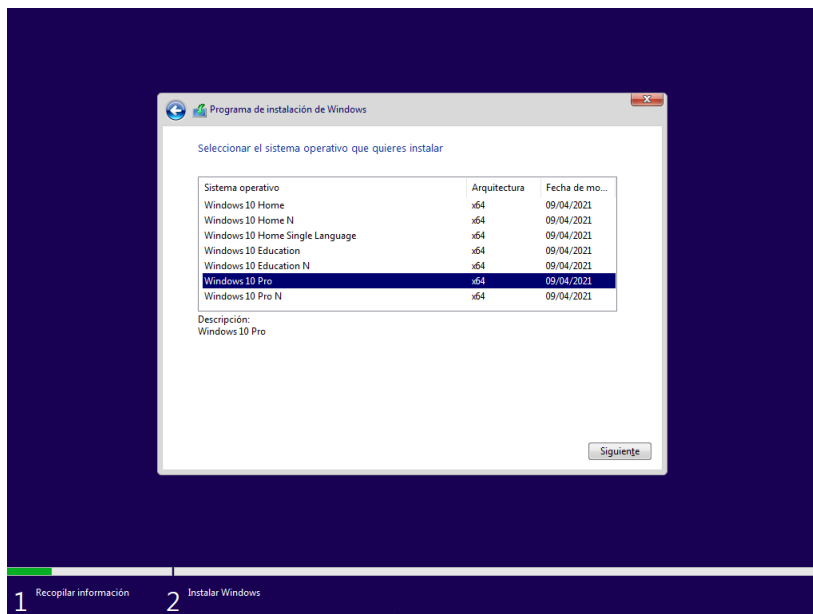 Programa de instalación de Windows
Seleccionar el sistema operativo que quieres instalar
Sistema operativo Arquitectura Fecha de mo...
Windows 10 Home x64 09/04/2021
Windows 10 Home N x64 09/04/2021
Windows 10 Home Single Language x64 09/04/2021
Windows 10 Education x64 09/04/2021
Windows 10 Education N x64 09/04/2021
Windows 10 Pro x64 09/04/2021
Windows 10 Pro N x64 09/04/2021
Descripción:
Windows 10 Pro
Siguiente
1 Recopilar información 2 Instalar Windows